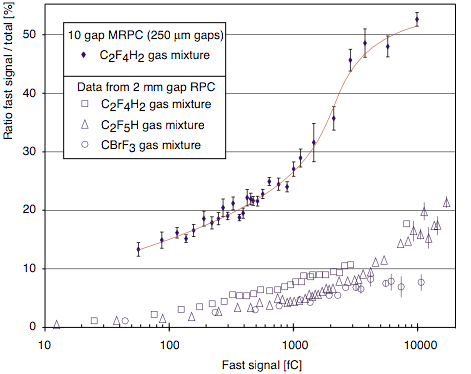 Ratio fast signal / total [%]
50
40
30
20
10
0
10 gap MRPC (250 μm gaps)
C2F4H2 gas mixture
Data from 2 mm gap RPC
C2F4H2 gas mixture
C2F5H gas mixture
CBrF3 gas mixture
10
100
1000
10000
Fast signal [fC]